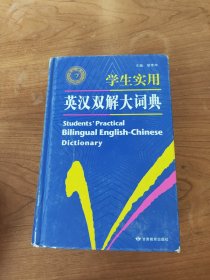 学生实用
英汉双解大词典
Students' Practical
Bilingual English-Chinese
Dictionary